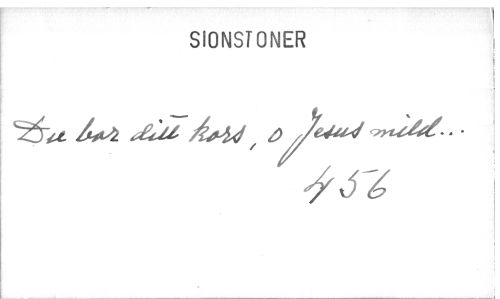 SIONSTONER
Du bar ditt kors, o Jesus mild...
456